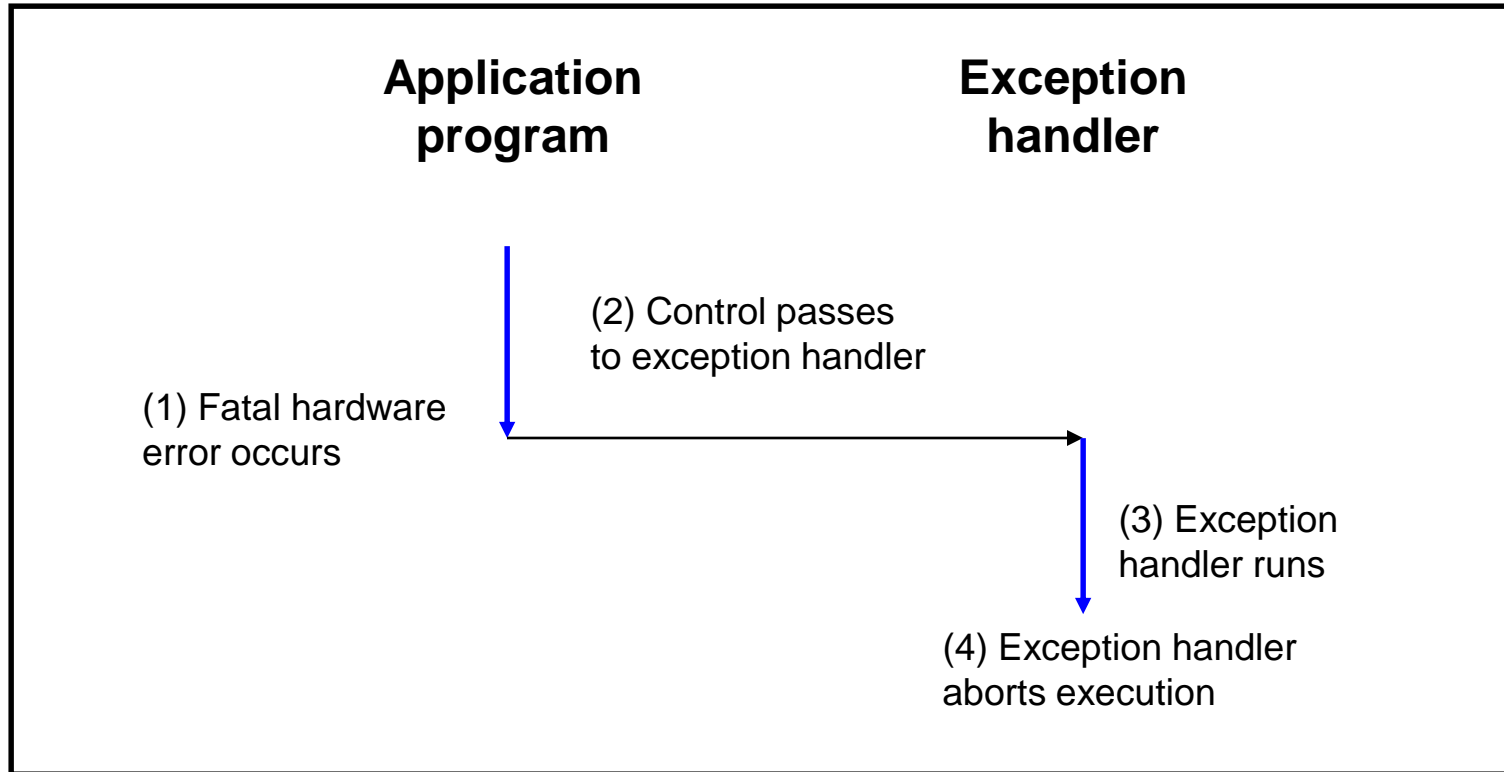 Application
program
Exception
handler
(2) Control passes
to exception handler
(1) Fatal hardware
error occurs
(3) Exception
handler runs
(4) Exception handler
aborts execution